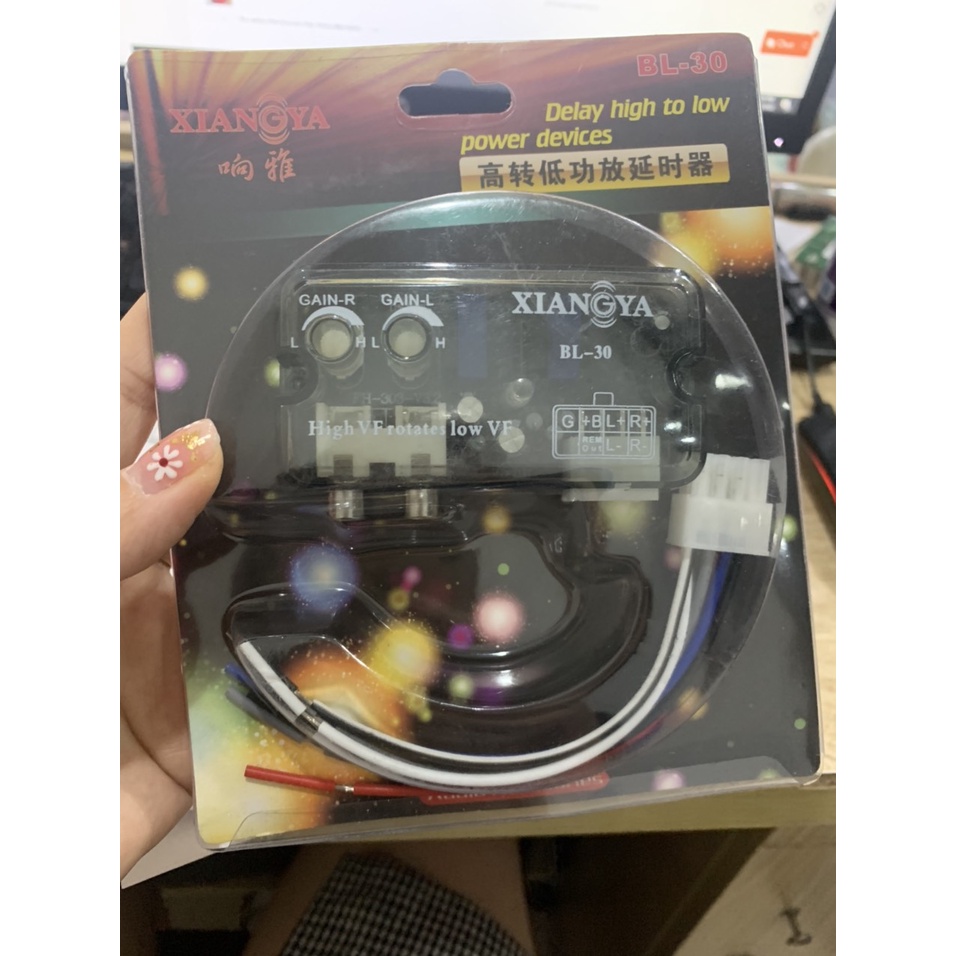 BL-30
XIANGYA
响雅
Delay high to low
power devices
高转低功放延时器
GAIN-R GAIN-L
L H L H
XIANGYA
BL-30
High VF rotates low VF
G +B L+ R+
REM Out L- R-